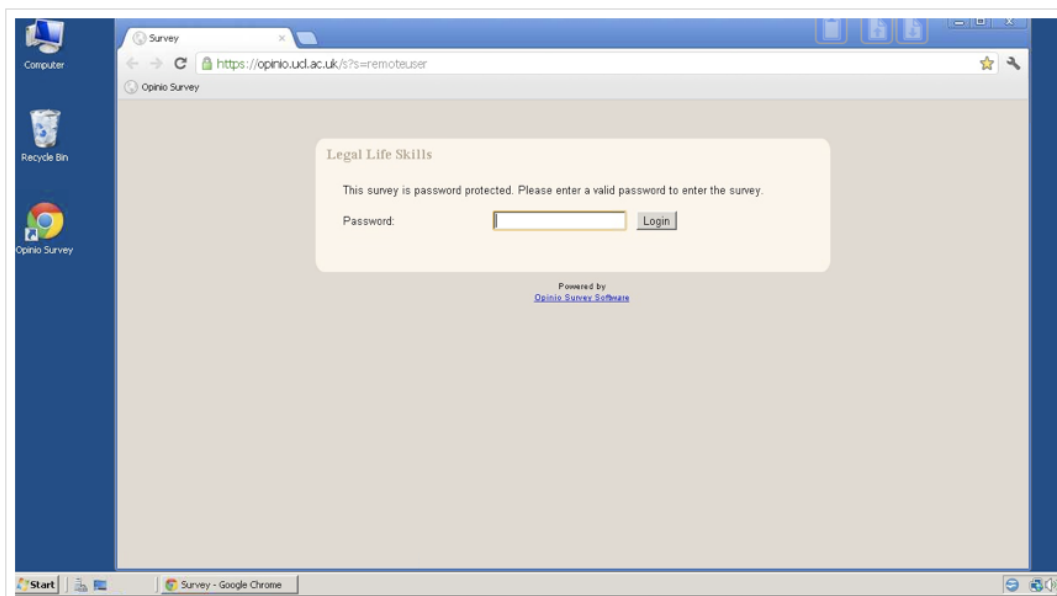 Computer
Recycle Bin
Opinio Survey
Survey
https://opinio.ucl.ac.uk/s?s=remoteuser
Opinio Survey
Legal Life Skills
This survey is password protected. Please enter a valid password to enter the survey.
Password:
Login
Powered by
Opinio Survey Software
Start
Survey - Google Chrome